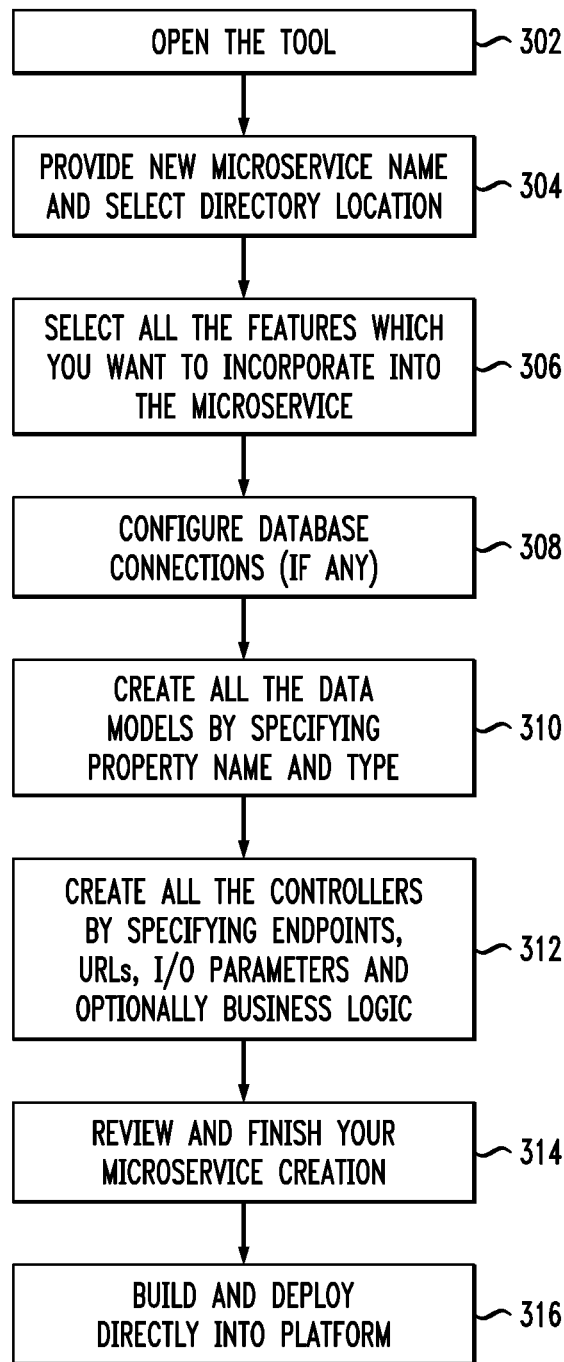 OPEN THE TOOL
302
PROVIDE NEW MICROSERVICE NAME
AND SELECT DIRECTORY LOCATION
304
SELECT ALL THE FEATURES WHICH
YOU WANT TO INCORPORATE INTO
THE MICROSERVICE
306
CONFIGURE DATABASE
CONNECTIONS (IF ANY)
308
CREATE ALL THE DATA
MODELS BY SPECIFYING
PROPERTY NAME AND TYPE
310
CREATE ALL THE CONTROLLERS
BY SPECIFYING ENDPOINTS,
URLs, I/O PARAMETERS AND
OPTIONALLY BUSINESS LOGIC
312
REVIEW AND FINISH YOUR
MICROSERVICE CREATION
314
BUILD AND DEPLOY
DIRECTLY INTO PLATFORM
316